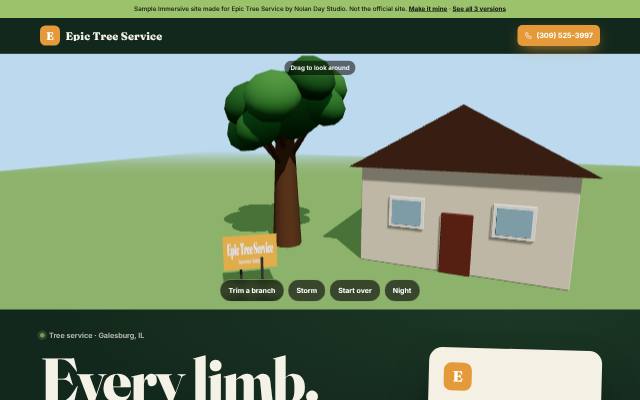 Sample Immersive site made for Epic Tree Service by Nolan Day Studio. Not the official site. Make it mine · See all 3 versions
E Epic Tree Service
(309) 525-3997
Drag to look around
Epic Tree Service
Trim a branch Storm Start over Night
Tree service · Galesburg, IL
Every limb.
E